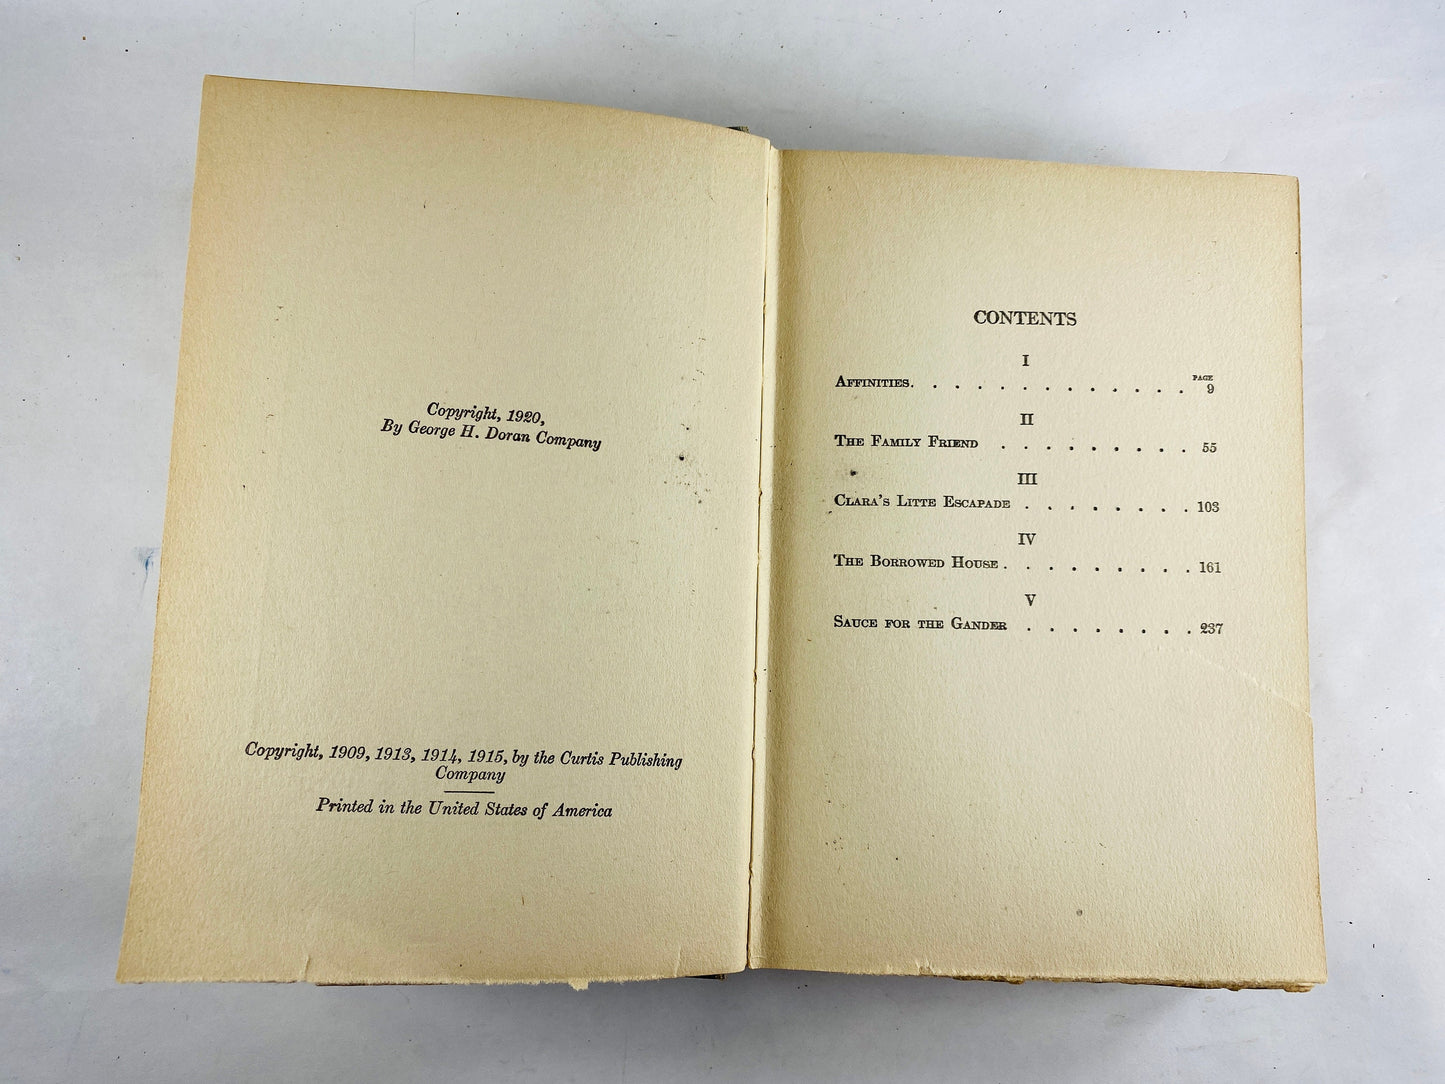 Copyright, 1920,
By George H. Doran Company
Copyright, 1909, 1913, 1914, 1915, by the Curtis Publishing
Company
Printed in the United States of America
CONTENTS
I
PAGE
Affinities. . . . . . . . . . . . . 9
II
The Family Friend . . . . . . . . . 55
III
Clara's Litte Escapade . . . . . . . . 103
IV
The Borrowed House . . . . . . . . . 161
V
Sauce for the Gander . . . . . . . . 237